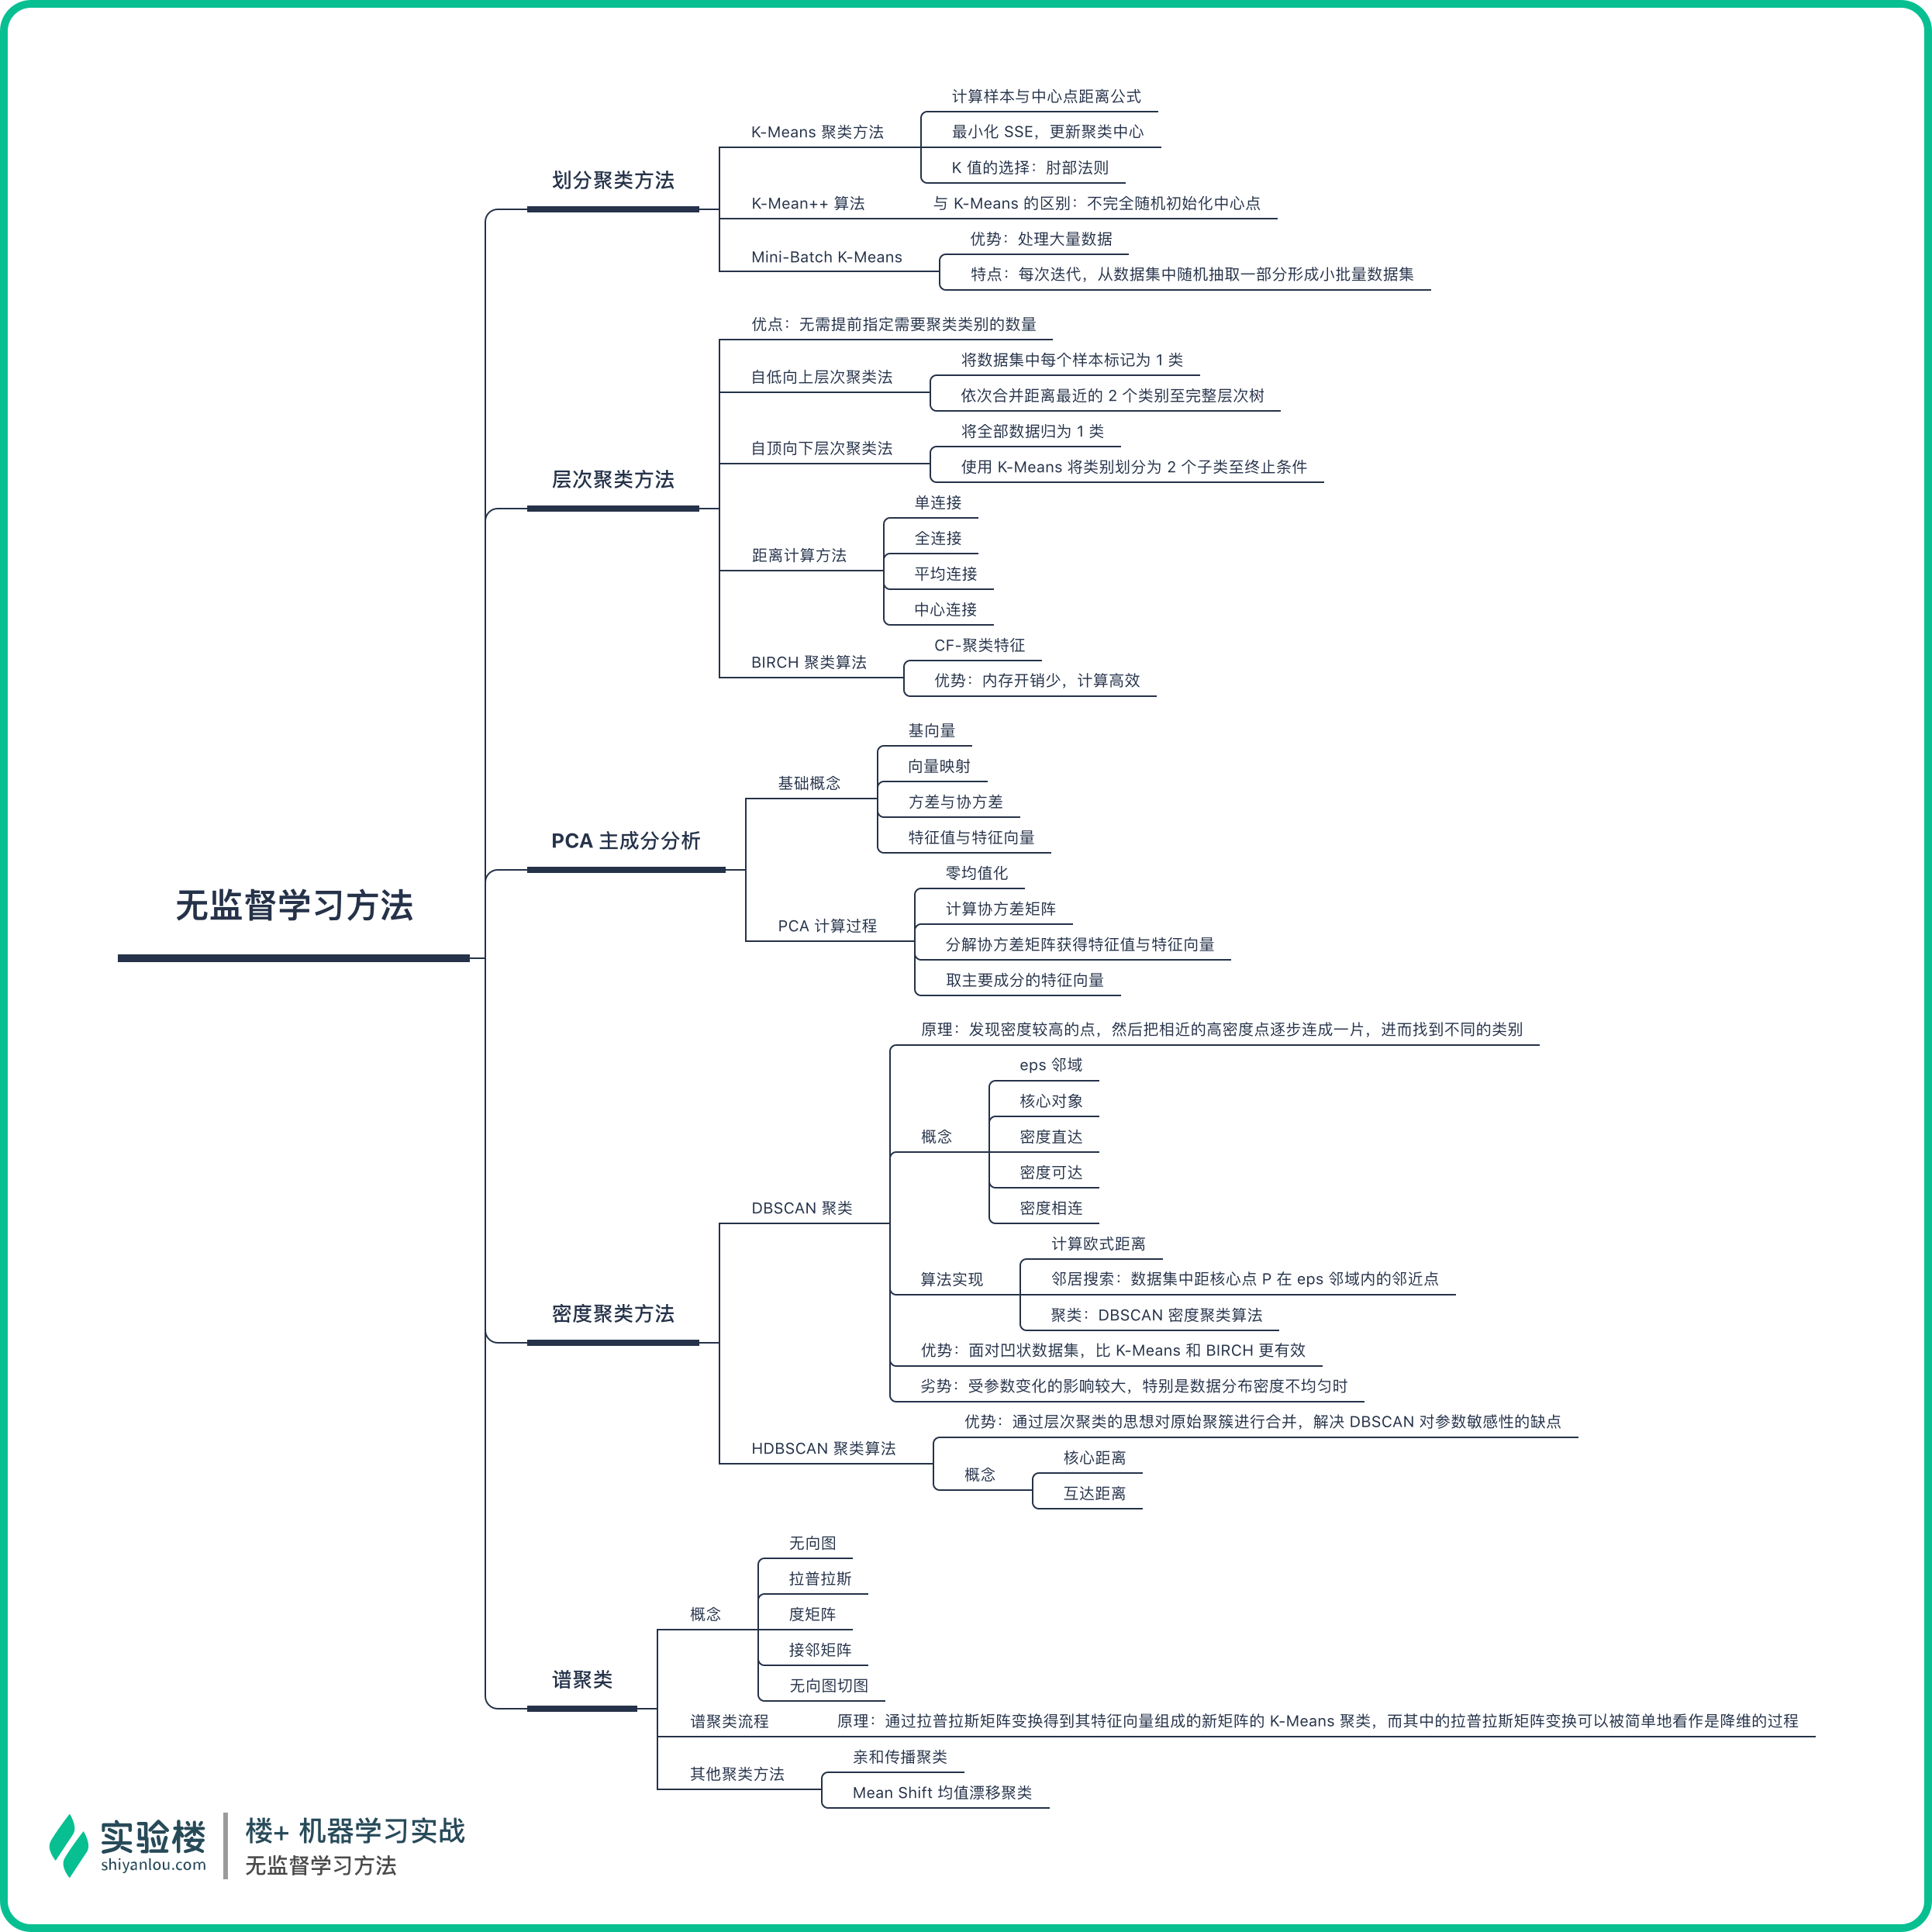 无监督学习方法
划分聚类方法
K-Means 聚类方法
计算样本与中心点距离公式
最小化 SSE，更新聚类中心
K 值的选择：肘部法则
K-Mean++ 算法
与 K-Means 的区别：不完全随机初始化中心点
Mini-Batch K-Means
优势：处理大量数据
特点：每次迭代，从数据集中随机抽取一部分形成小批量数据集
层次聚类方法
优点：无需提前指定需要聚类类别的数量
自低向上层次聚类法
将数据集中每个样本标记为 1 类
依次合并距离最近的 2 个类别至完整层次树
自顶向下层次聚类法
将全部数据归为 1 类
使用 K-Means 将类别划分为 2 个子类至终止条件
距离计算方法
单连接
全连接
平均连接
中心连接
BIRCH 聚类算法
CF-聚类特征
优势：内存开销少，计算高效
PCA 主成分分析
基础概念
基向量
向量映射
方差与协方差
特征值与特征向量
PCA 计算过程
零均值化
计算协方差矩阵
分解协方差矩阵获得特征值与特征向量
取主要成分的特征向量
密度聚类方法
DBSCAN 聚类
原理：发现密度较高的点，然后把相近的高密度点逐步连成一片，进而找到不同的类别
概念
eps 邻域
核心对象
密度直达
密度可达
密度相连
算法实现
计算欧式距离
邻居搜索：数据集中距核心点 P 在 eps 邻域内的邻近点
聚类：DBSCAN 密度聚类算法
优势：面对凹状数据集，比 K-Means 和 BIRCH 更有效
劣势：受参数变化的影响较大，特别是数据分布密度不均匀时
HDBSCAN 聚类算法
优势：通过层次聚类的思想对原始聚簇进行合并，解决 DBSCAN 对参数敏感性的缺点
概念
核心距离
互达距离
谱聚类
概念
无向图
拉普拉斯
度矩阵
接邻矩阵
无向图切图
谱聚类流程
原理：通过拉普拉斯矩阵变换得到其特征向量组成的新矩阵的 K-Means 聚类，而其中的拉普拉斯矩阵变换可以被简单地看作是降维的过程
其他聚类方法
亲和传播聚类
Mean Shift 均值漂移聚类
实验楼
shiyanlou.com
楼+ 机器学习实战
无监督学习方法